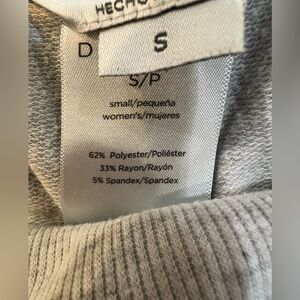 HECHO
S
D
S/P
small/pequeña
women's/mujeres
62% Polyester/Poliéster
33% Rayon/Rayón
5% Spandex/Spandex